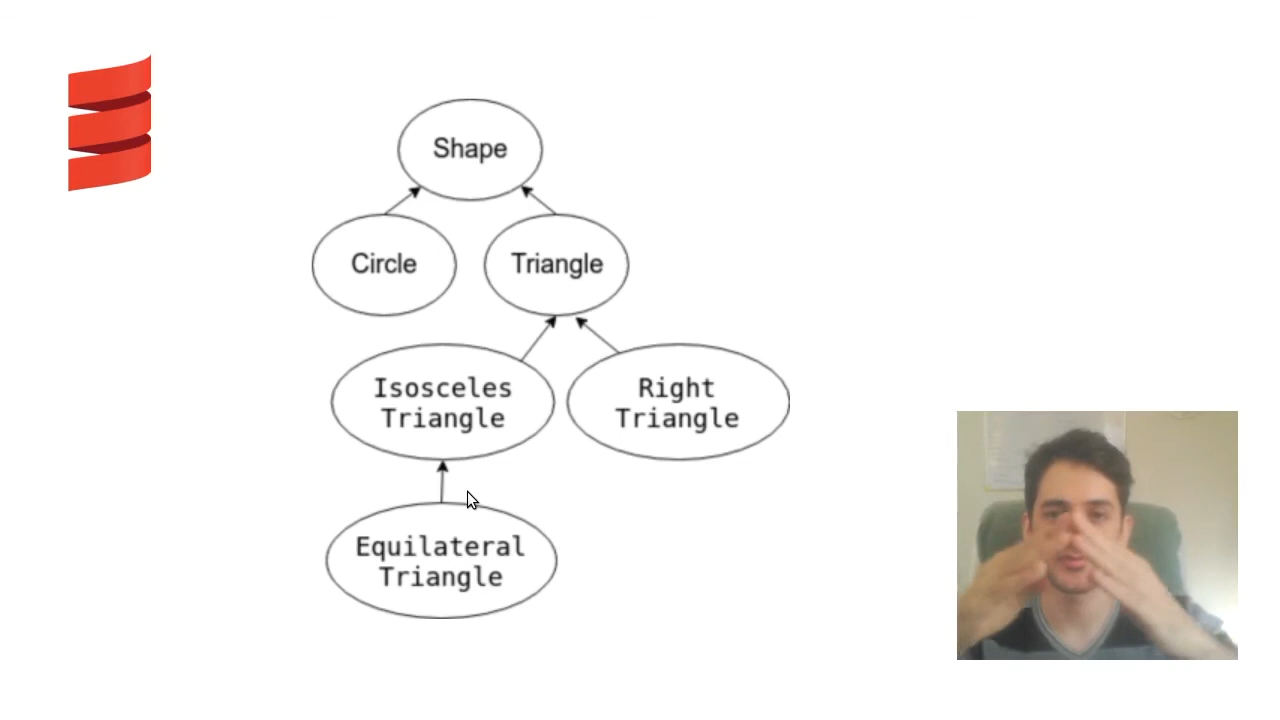 Shape
Circle
Triangle
Isosceles
Triangle
Right
Triangle
Equilateral
Triangle